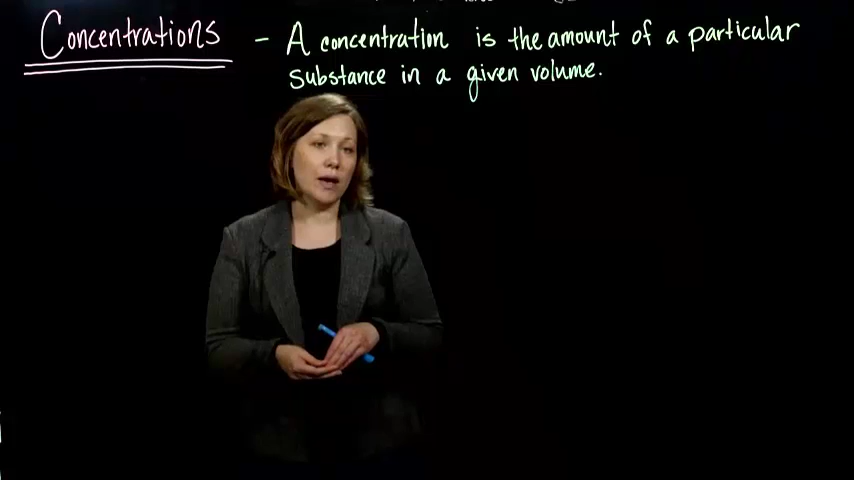 Concentrations - A concentration is the amount of a particular
substance in a given volume.